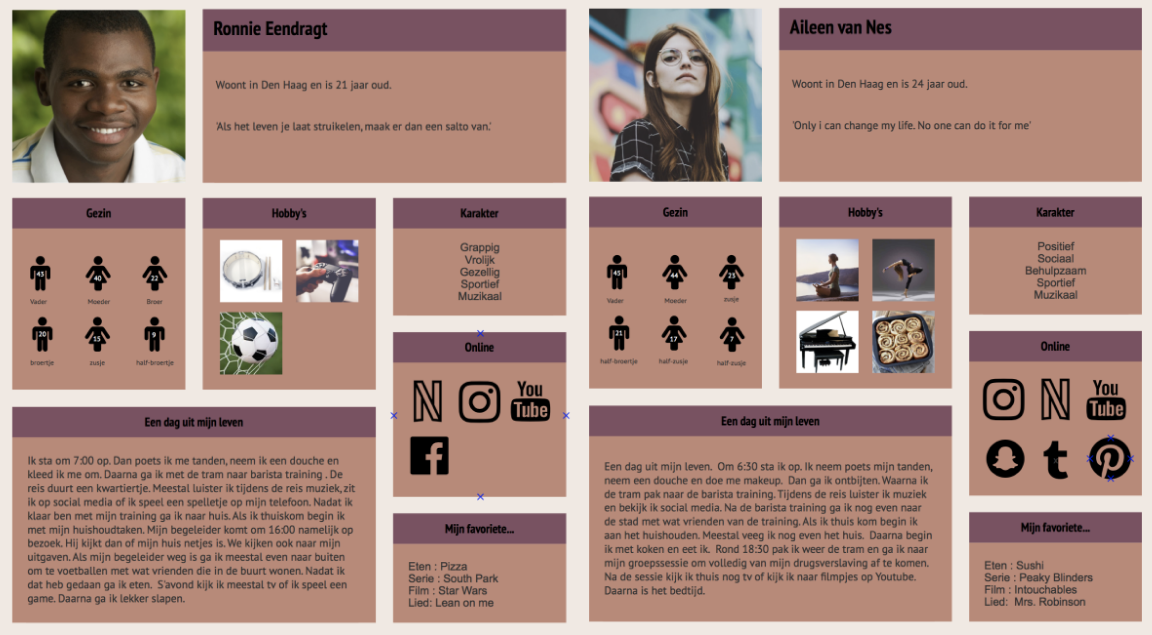 Ronnie Eendragt
Woont in Den Haag en is 21 jaar oud.
'Als het leven je laat struikelen, maak er dan een salto van.'
Gezin
43
40
22
Vader
Moeder
Broer
20
15
9
broertje
zusje
half-broertje
Hobby's
Karakter
Grappig
Vrolijk
Gezellig
Sportief
Muzikaal
Online
N
You
Tube
f
Een dag uit mijn leven
Ik sta om 7:00 op. Dan poets ik me tanden, neem ik een douche en
kleed ik me om. Daarna ga ik met de tram naar barista training . De
reis duurt een kwartiertje. Meestal luister ik tijdens de reis muziek,zit
ik op social media of ik speel een spelletje op mijn telefoon. Nadat ik
klaar ben met mijn training ga ik naar huis. Als ik thuiskom begin ik
met mijn huishoudtaken. Mijn begeleider komt om 16:00 namelijk op
bezoek. Hij kijkt dan of mijn huis netjes is. We kijken ook naar mijn
uitgaven. Als mijn begeleider weg is ga ik meestal even naar buiten
om te voetballen met wat vrienden die in de buurt wonen. Nadat ik
dat heb gedaan ga ik eten. S'avond kijk ik meestal tv of ik speel een
game. Daarna ga ik lekker slapen.
Mijn favoriete...
Eten : Pizza
Serie : South Park
Film : Star Wars
Lied: Lean on me
Aileen van Nes
Woont in Den Haag en is 24 jaar oud.
'Only i can change my life. No one can do it for me'
Gezin
45
44
23
Vader
Moeder
zusje
21
17
7
half-broertje
half-zusje
half-zusje
Hobby's
Karakter
Positief
Sociaal
Behulpzaam
Sportief
Muzikaal
Online
N
You
Tube
t
Een dag uit mijn leven
Een dag uit mijn leven. Om 6:30 sta ik op. Ik neem poets mijn tanden,
neem een douche en doe me makeup. Dan ga ik ontbijten. Waarna ik
de tram pak naar de barista training. Tijdens de reis luister ik muziek
en bekijk ik social media. Na de barista training ga ik nog even naar
de stad met wat vrienden van de training. Als ik thuis kom begin ik
aan het huishouden. Meestal veeg ik nog even het huis. Daarna begin
ik met koken en eet ik. Rond 18:30 pak ik weer de tram en ga ik naar
mijn groepssessie om volledig van mijn drugsverslaving af te komen.
Na de sessie kijk ik thuis nog tv of kijk ik naar filmpjes op Youtube.
Daarna is het bedtijd.
Mijn favoriete...
Eten : Sushi
Serie : Peaky Blinders
Film : Intouchables
Lied: Mrs. Robinson